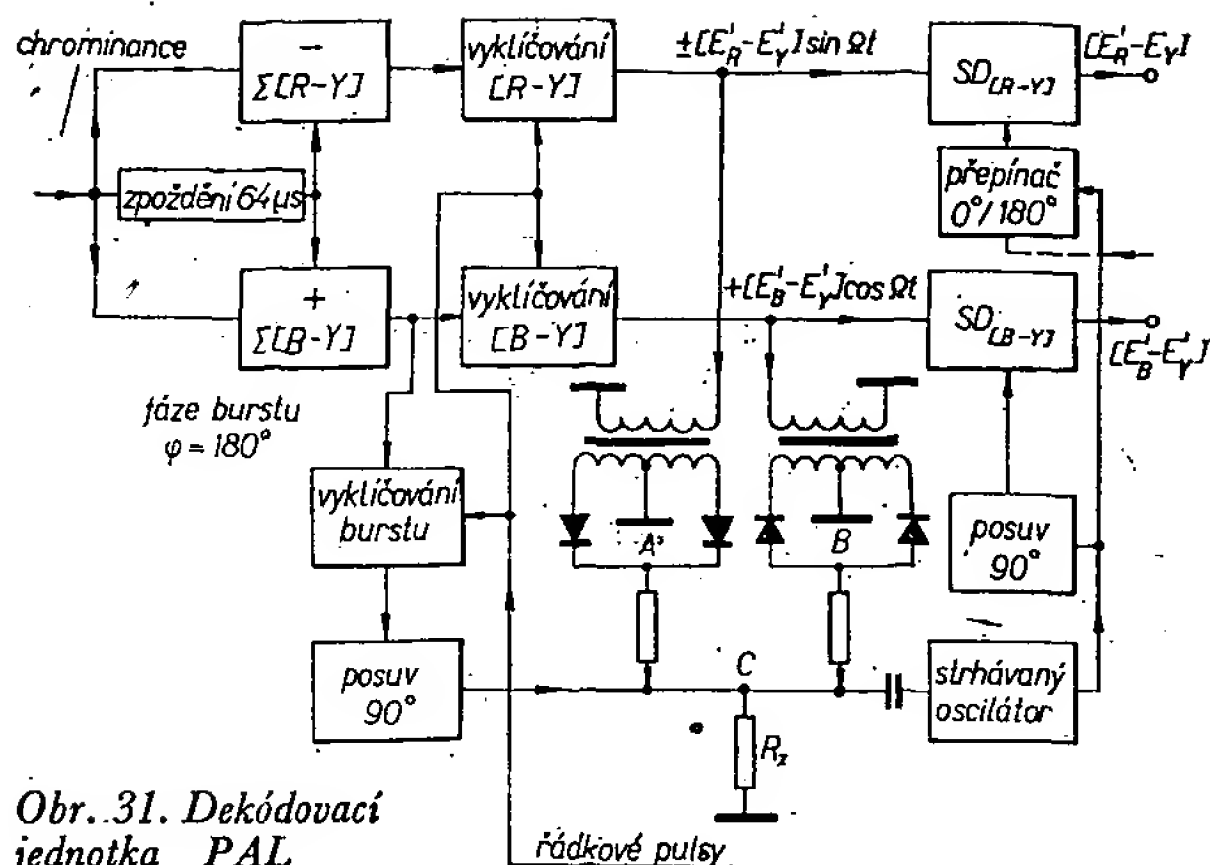 chrominance
−
Σ[R-Y]
vyklíčování
[R-Y]
±[E'R-E'Y] sin Ωt
SD[R-Y]
[E'R-EY]
zpoždění 64 µs
přepínač
0°/180°
+
Σ[B-Y]
vyklíčování
[B-Y]
+[E'B-E'Y] cos Ωt
SD[B-Y]
[E'B-E'Y]
fáze burstu
φ = 180°
vyklíčování
burstu
A
B
posuv
90°
posuv
90°
C
strhávaný
oscilátor
Rz
Obr. 31. Dekódovací
jednotka PAL
řádkové pulsy